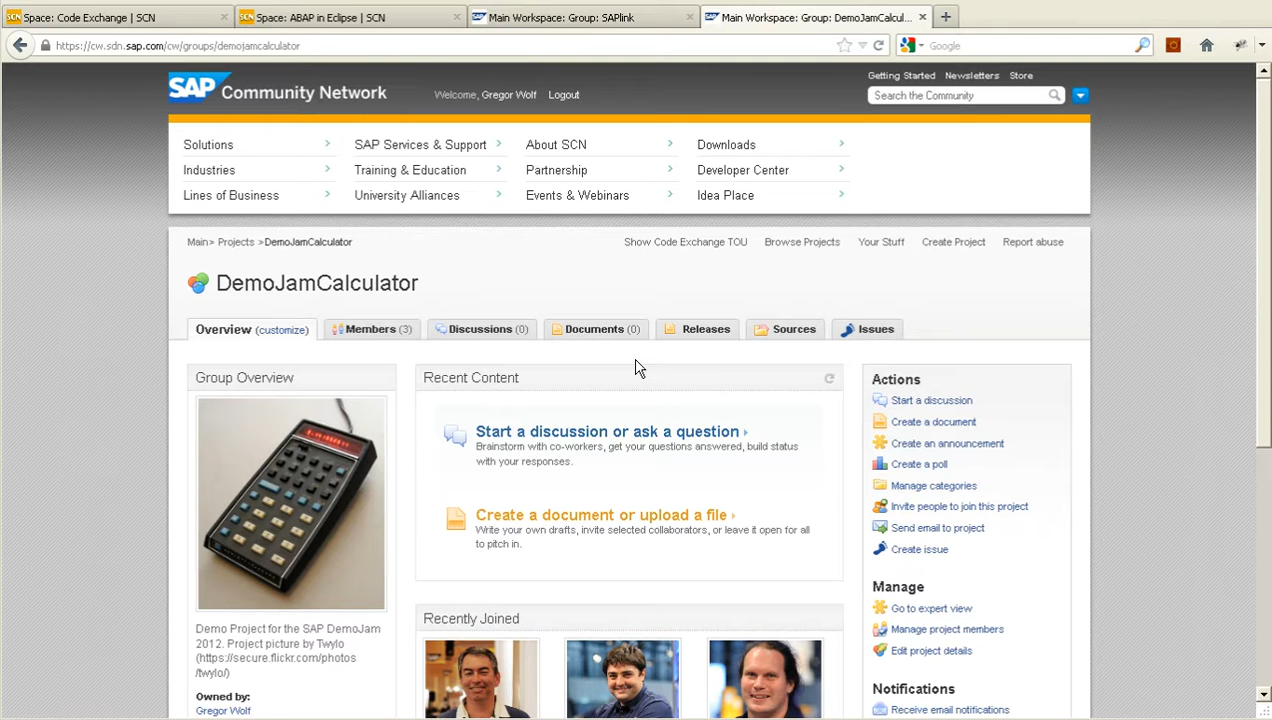 Space: Code Exchange | SCN
Space: ABAP in Eclipse | SCN
Main Workspace: Group: SAPlink
Main Workspace: Group: DemoJamCalcul...
https://cw.sdn.sap.com/cw/groups/demojamcalculator
Google
Getting Started Newsletters Store
SAP Community Network
Welcome, Gregor Wolf Logout
Search the Community
Solutions
SAP Services & Support
About SCN
Downloads
Industries
Training & Education
Partnership
Developer Center
Lines of Business
University Alliances
Events & Webinars
Idea Place
Main> Projects >DemoJamCalculator
Show Code Exchange TOU Browse Projects Your Stuff Create Project Report abuse
DemoJamCalculator
Overview (customize)
Members (3)
Discussions (0)
Documents (0)
Releases
Sources
Issues
Group Overview
Demo Project for the SAP DemoJam
2012. Project picture by Twylo
(https://secure.flickr.com/photos
/twylo/)
Owned by:
Gregor Wolf
Recent Content
Start a discussion or ask a question
Brainstorm with co-workers, get your questions answered, build status
with your responses.
Create a document or upload a file
Write your own drafts, invite selected collaborators, or leave it open for all
to pitch in.
Recently Joined
Actions
Start a discussion
Create a document
Create an announcement
Create a poll
Manage categories
Invite people to join this project
Send email to project
Create issue
Manage
Go to expert view
Manage project members
Edit project details
Notifications
Receive email notifications